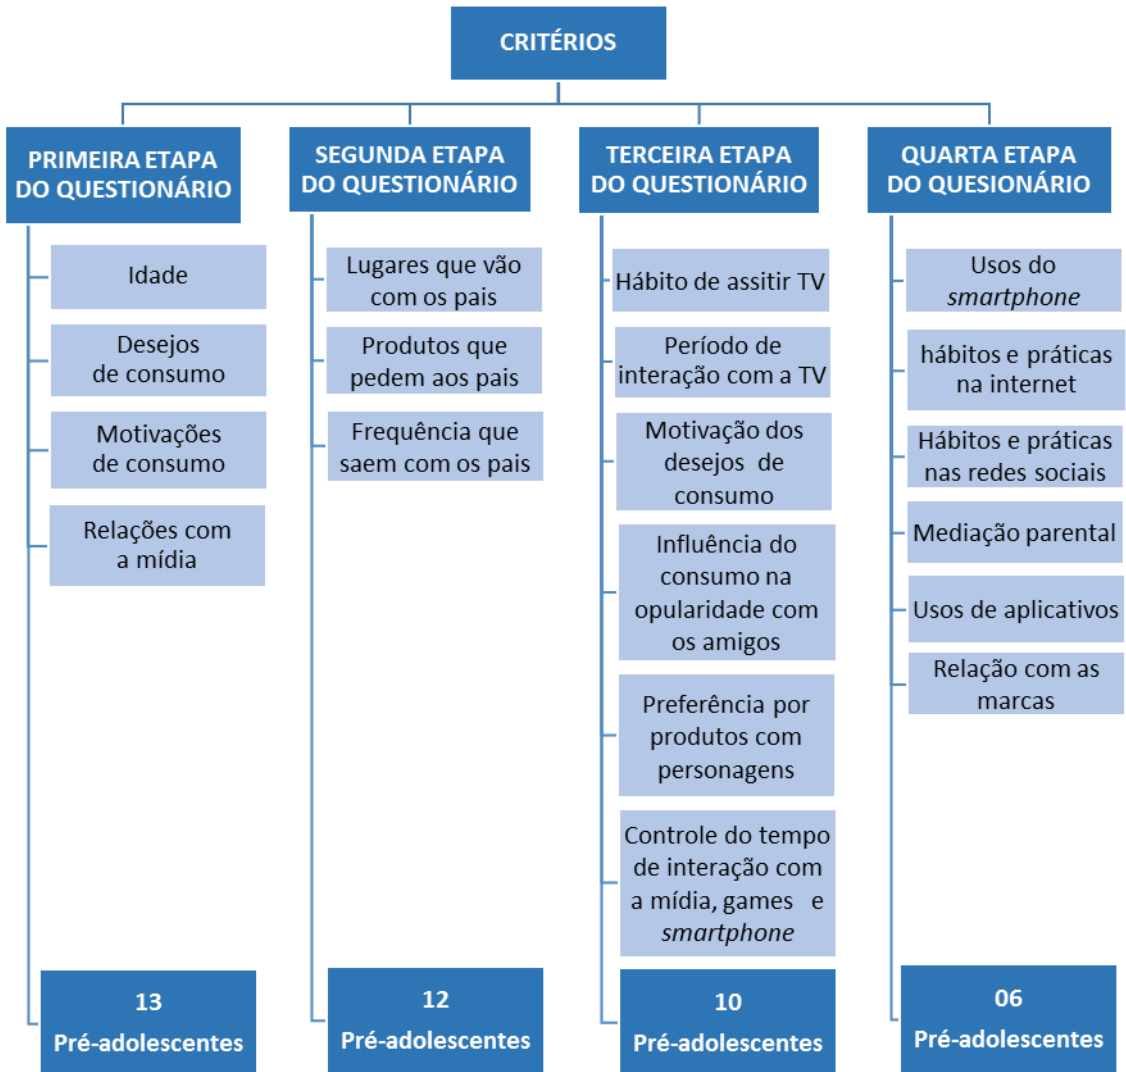 CRITÉRIOS
PRIMEIRA ETAPA
DO QUESTIONÁRIO
Idade
Desejos
de consumo
Motivações
de consumo
Relações com
a mídia
13
Pré-adolescentes
SEGUNDA ETAPA
DO QUESTIONÁRIO
Lugares que vão
com os pais
Produtos que
pedem aos pais
Frequência que
saem com os pais
12
Pré-adolescentes
TERCEIRA ETAPA
DO QUESTIONÁRIO
Hábito de assitir TV
Período de
interação com a TV
Motivação dos
desejos de
consumo
Influência do
consumo na
opularidade com
os amigos
Preferência por
produtos com
personagens
Controle do tempo
de interação com
a mídia, games e
smartphone
10
Pré-adolescentes
QUARTA ETAPA
DO QUESIONÁRIO
Usos do
smartphone
hábitos e práticas
na internet
Hábitos e práticas
nas redes sociais
Mediação parental
Usos de aplicativos
Relação com as
marcas
06
Pré-adolescentes